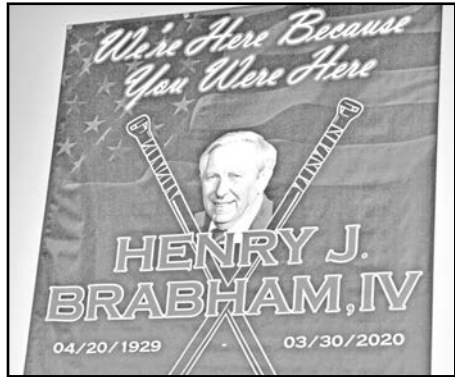 We're Here Because
You Were Here
HENRY J.
BRABHAM, IV
04/20/1929 - 03/30/2020